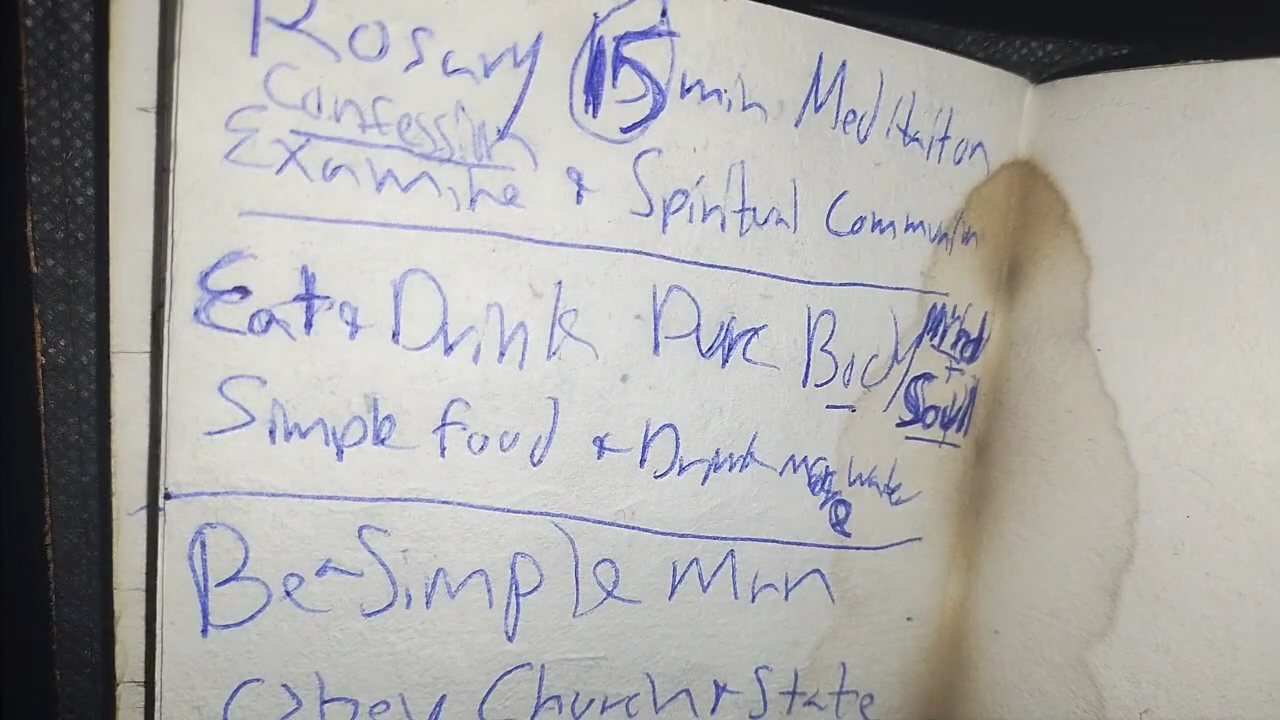 Rosary 15 min Meditaiton
Confession
Examine & Spiritual Communion
Eat & Drink Pure Body/Mind + Soul
Simple food & Drink more water
Be a Simple Man
Obey Church & State